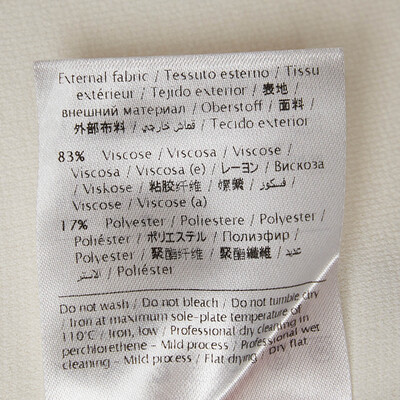 External fabric / Tessuto esterno / Tissu
extérieur / Tejido exterior / 表地 /
внешний материал / Oberstoff / 面料 /
外部布料 / قماش خارجي / Tecido exterior
83% Viscose / Viscosa / Viscose /
Viscosa / Viscosa (e) / レーヨン / Вискоза
/ Viskose / 粘胶纤维 / 嫘縈 / فسكوز /
Viscose / Viscose (a)
17% Polyester / Poliestere / Polyester /
Poliéster / ポリエステル / Полиэфир /
Polyester / 聚酯纤维 / 聚酯纖維 /
/ Poliéster
Do not wash / Do not bleach / Do not tumble dry
/ Iron at maximum sole-plate temperature of
110°C / Iron, low / Professional dry cleaning in
perchlorethene - Mild process / Professional wet
cleaning - Mild process / Flat drying / Dry flat